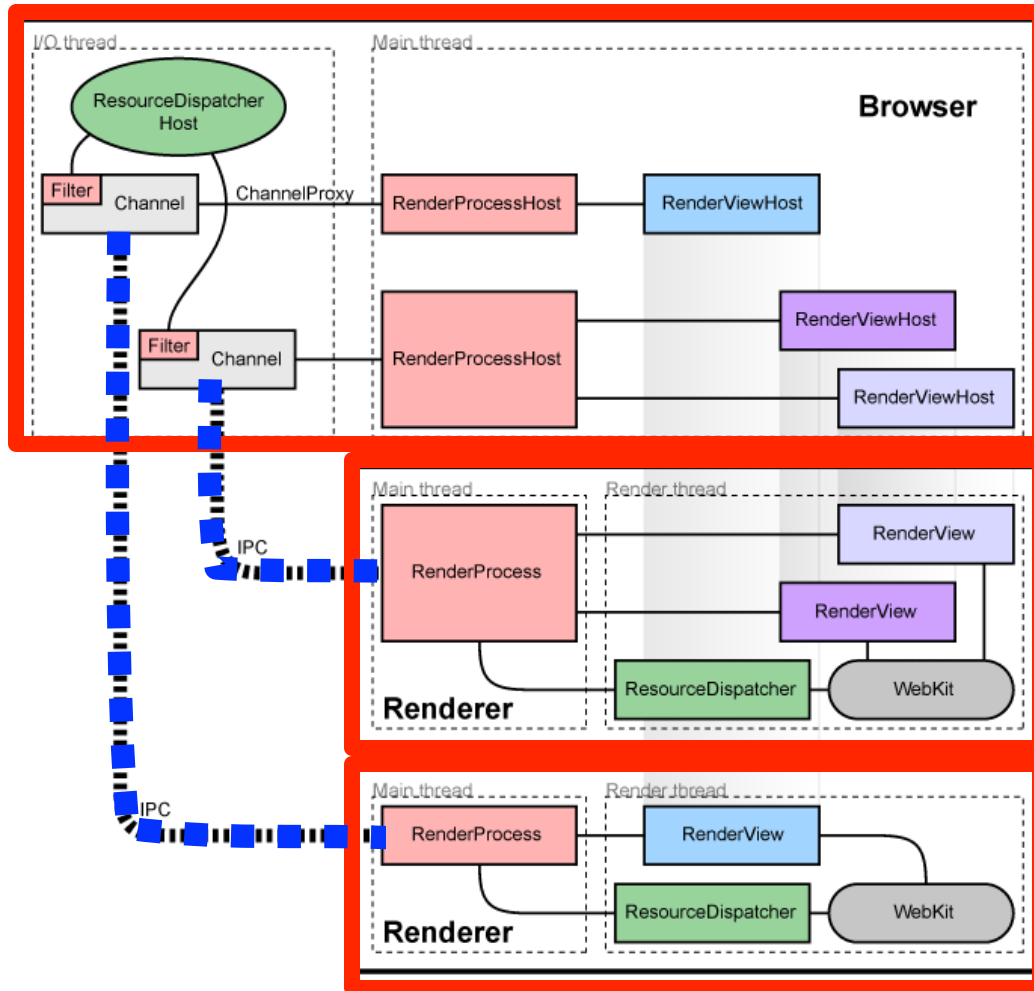 I/O thread
Main thread
ResourceDispatcher
Host
Browser
Filter
Channel
ChannelProxy
RenderProcessHost
RenderViewHost
Filter
Channel
RenderProcessHost
RenderViewHost
RenderViewHost
Main thread
Render thread
IPC
RenderProcess
RenderView
RenderView
ResourceDispatcher
WebKit
Renderer
Main thread
Render thread
IPC
RenderProcess
RenderView
ResourceDispatcher
WebKit
Renderer